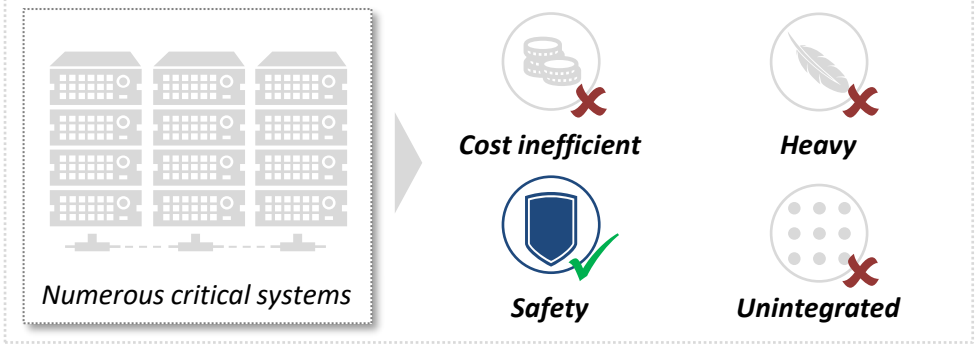 Cost inefficient
Heavy
Numerous critical systems
Safety
Unintegrated